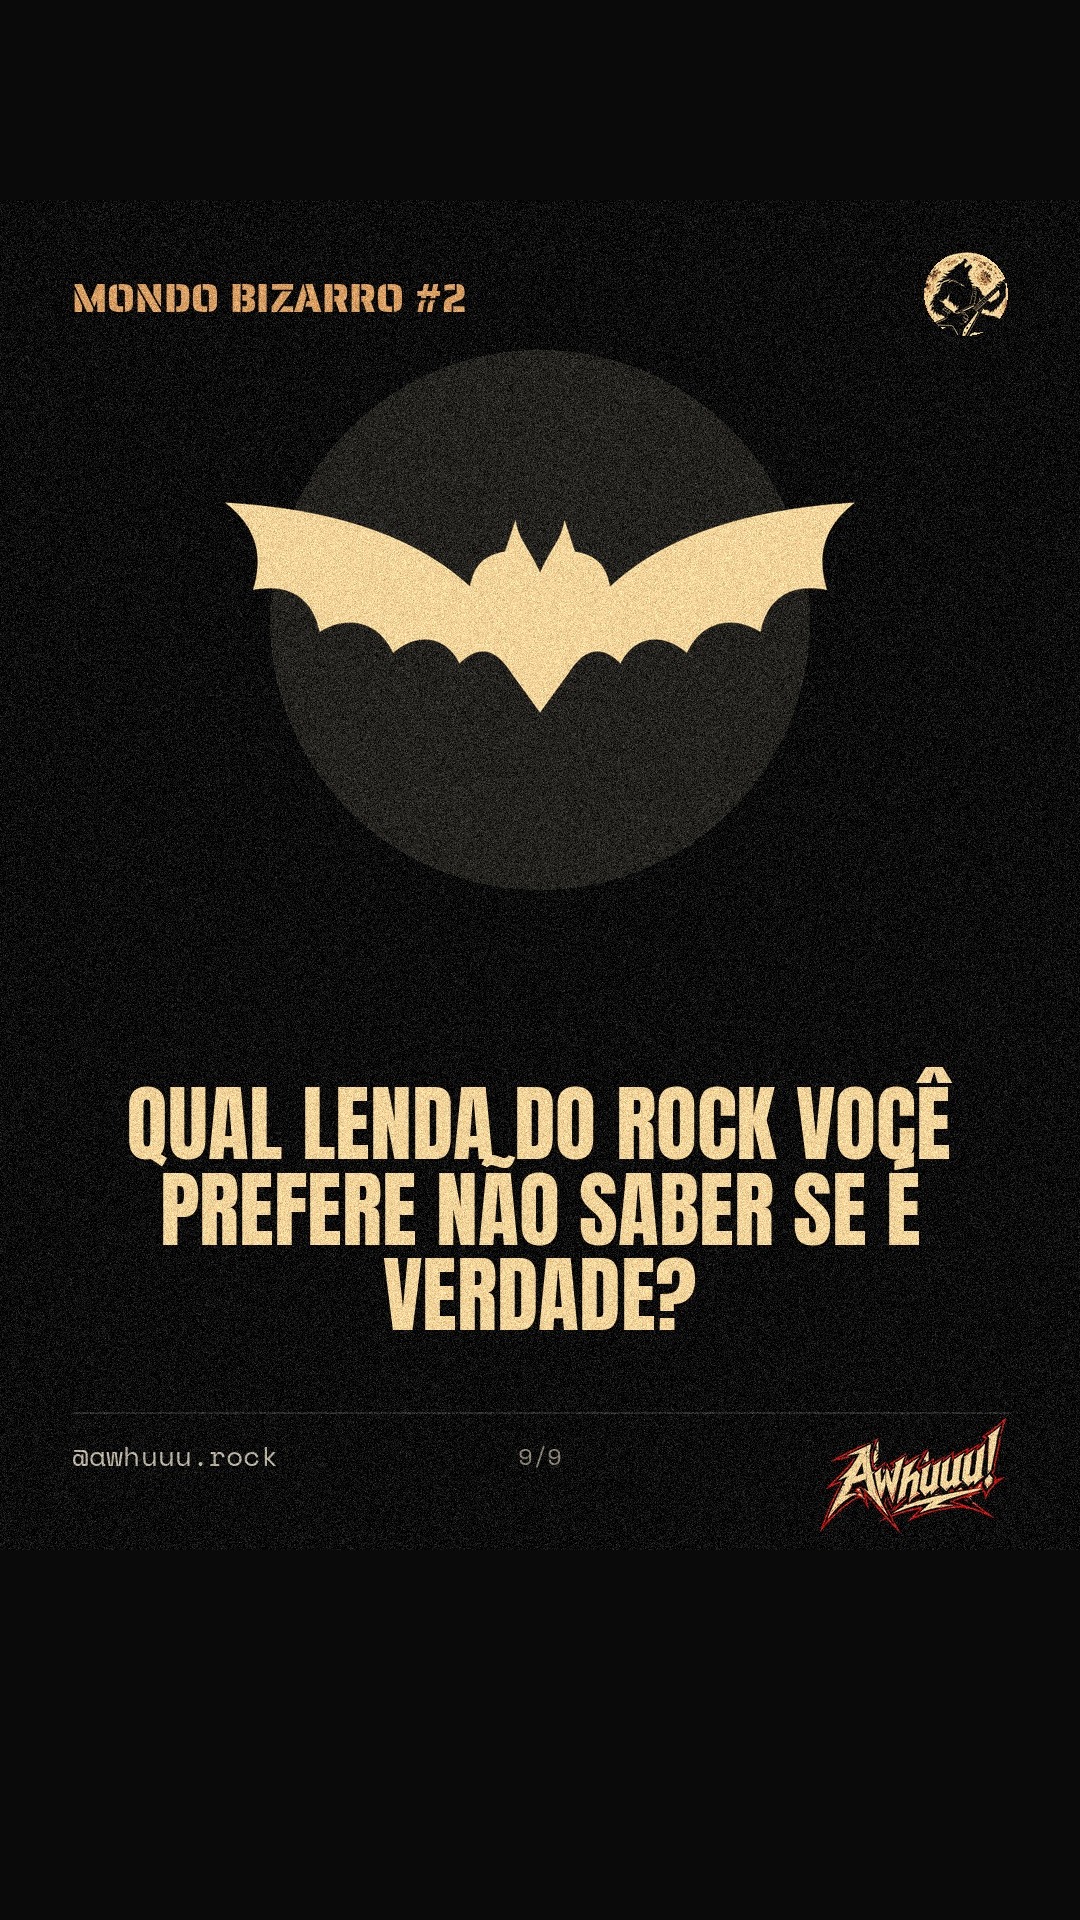 MONDO BIZARRO #2
QUAL LENDA DO ROCK VOCÊ
PREFERE NÃO SABER SE É
VERDADE?
@awhuuu.rock
9/9
Awhuuu!